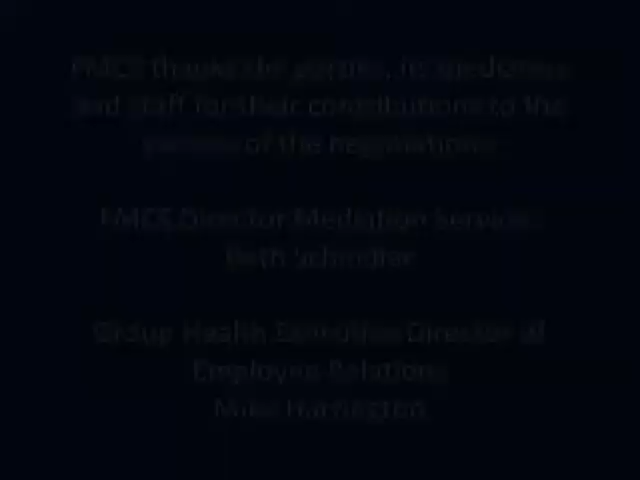 FMCS thanks the parties, its mediators
and staff for their contributions to the
success of the negotiations
FMCS Director Mediation Services
Beth Schindler
Group Health Executive Director of
Employee Relations
Mike Harrington